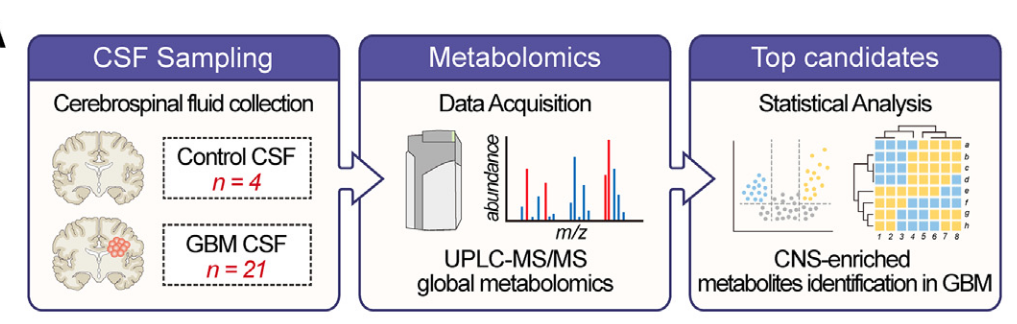 A
CSF Sampling
Cerebrospinal fluid collection
Control CSF
n = 4
GBM CSF
n = 21
Metabolomics
Data Acquisition
abundance
m/z
UPLC-MS/MS
global metabolomics
Top candidates
Statistical Analysis
a
b
c
d
e
f
g
h
1 2 3 4 5 6 7 8
CNS-enriched
metabolites identification in GBM